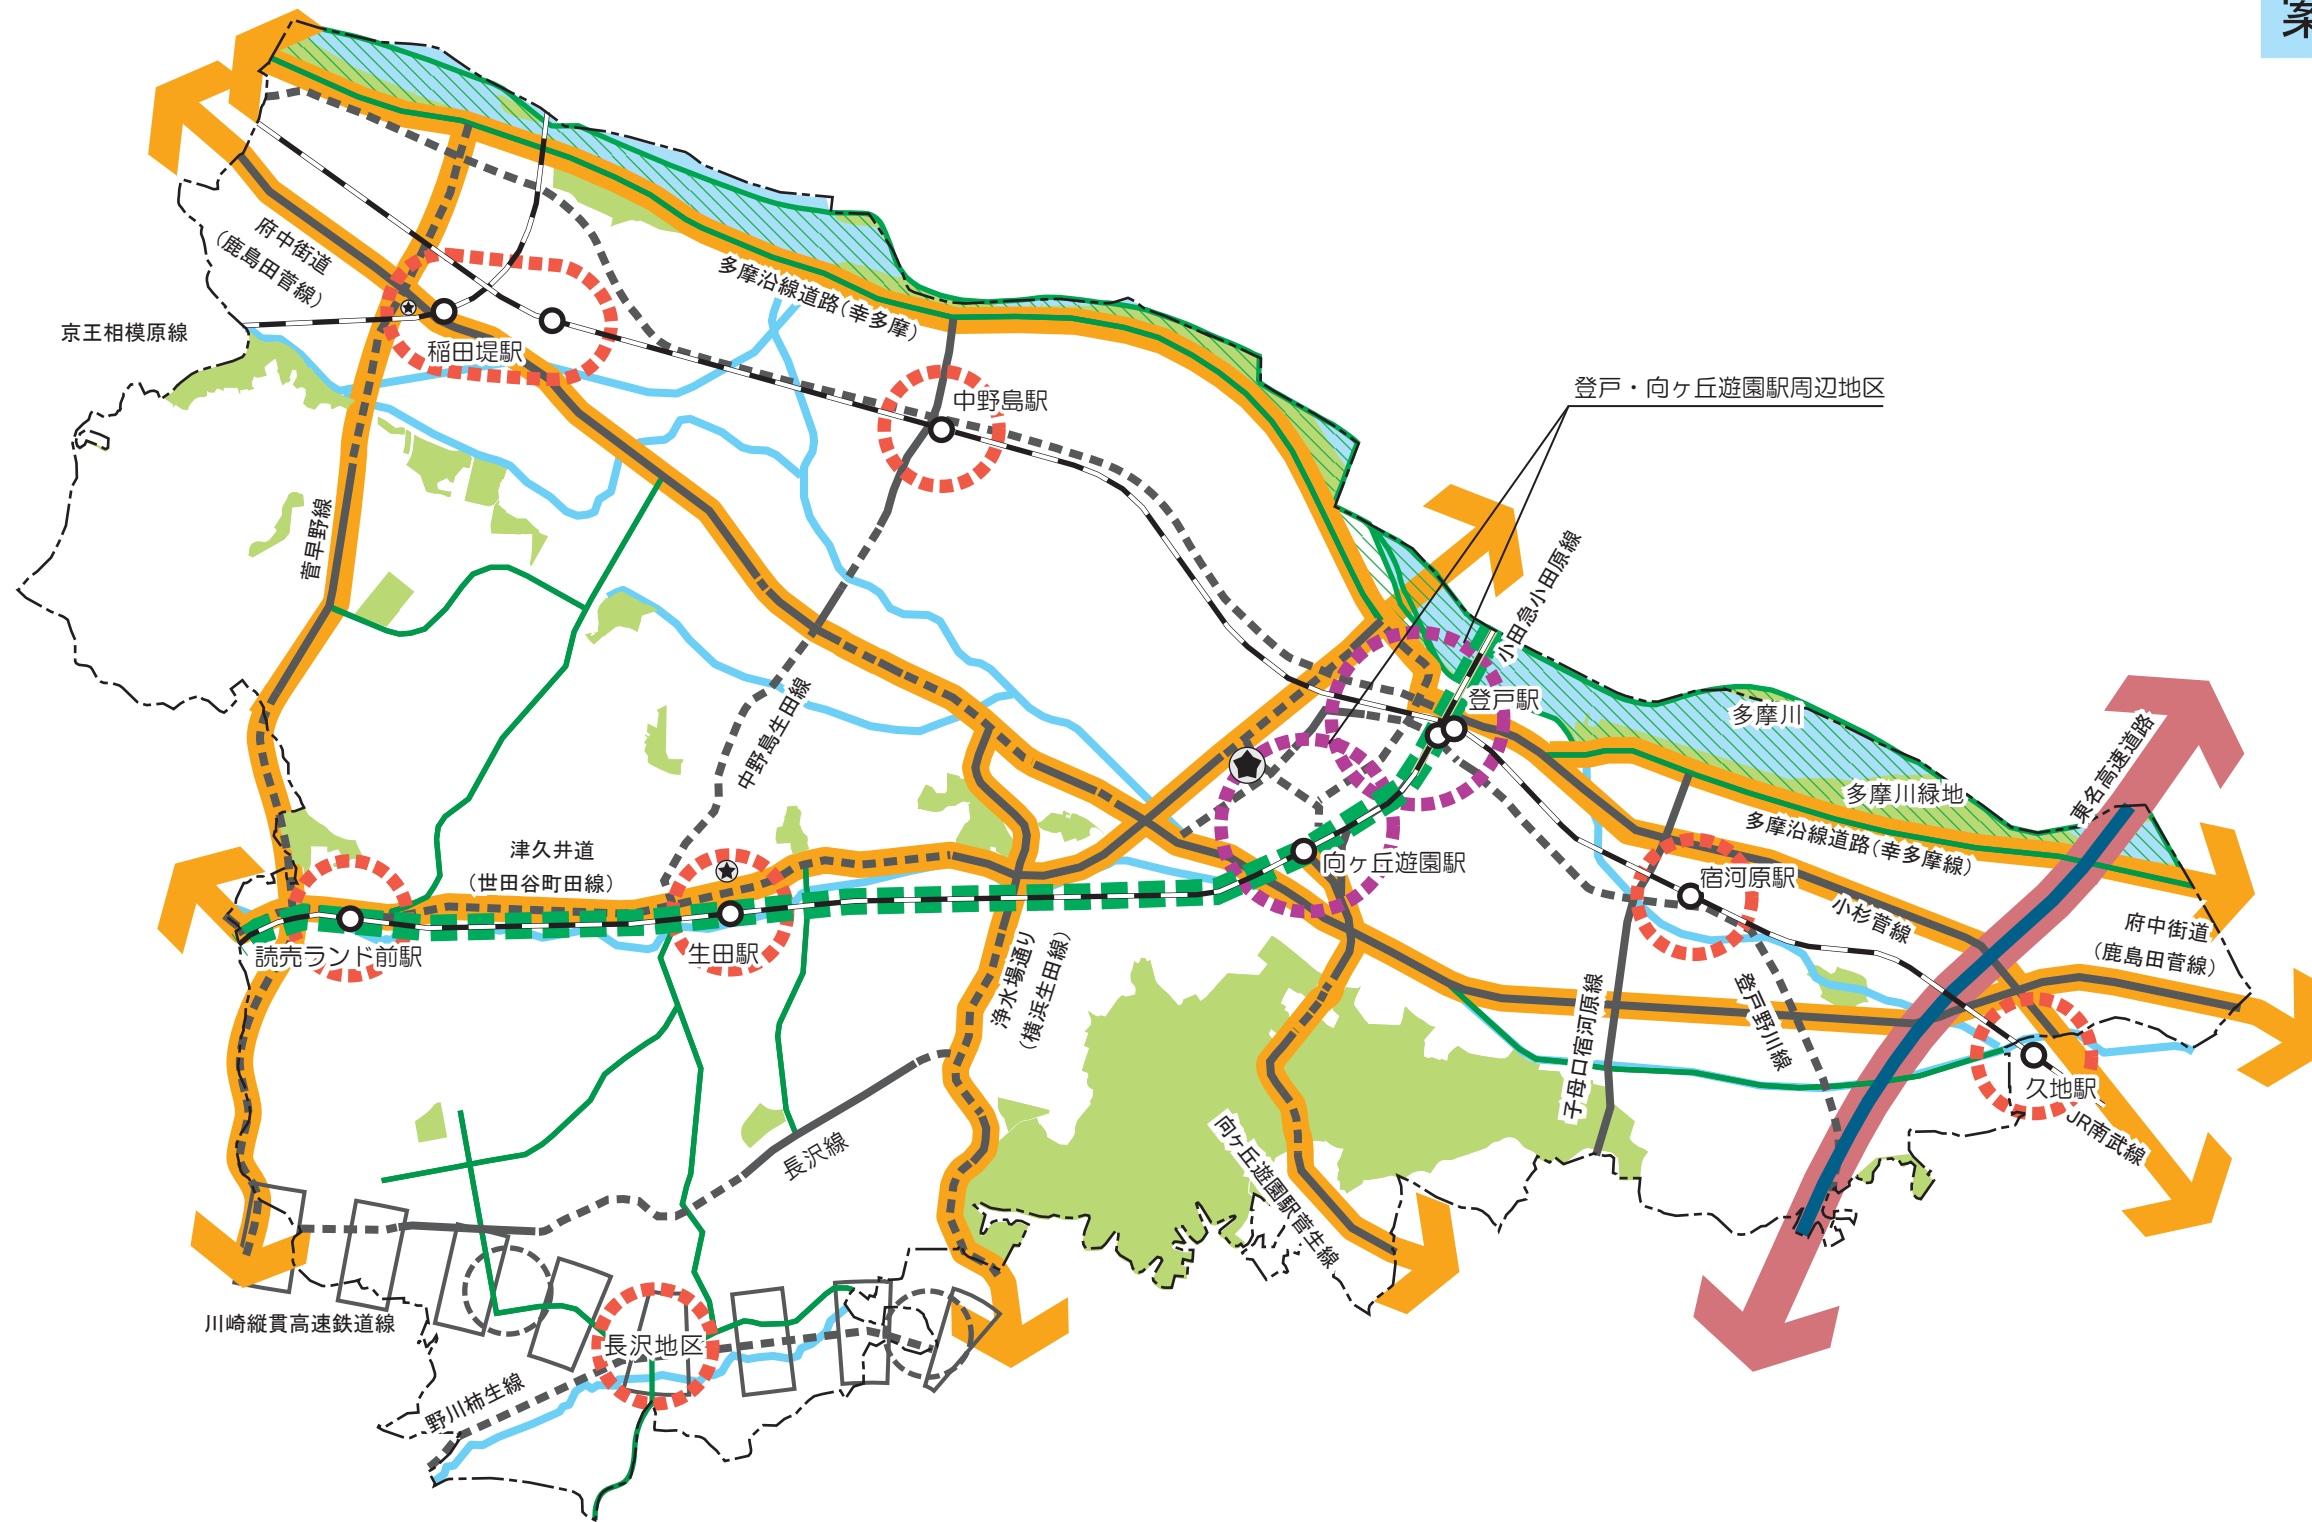 案
府中街道
（鹿島田菅線）
多摩沿線道路（幸多摩）
京王相模原線
稲田堤駅
登戸・向ヶ丘遊園駅周辺地区
中野島駅
菅早野線
小田急小田原線
登戸駅
多摩川
中野島生田線
東名高速道路
多摩川緑地
多摩沿線道路（幸多摩線）
津久井道
（世田谷町田線）
向ヶ丘遊園駅
宿河原駅
小杉菅線
府中街道
（鹿島田菅線）
読売ランド前駅
生田駅
浄水場通り
（横浜生田線）
子母口宿河原線
登戸野川線
久地駅
JR南武線
長沢線
向ヶ丘遊園駅菅生線
川崎縦貫高速鉄道線
長沢地区
野川柿生線